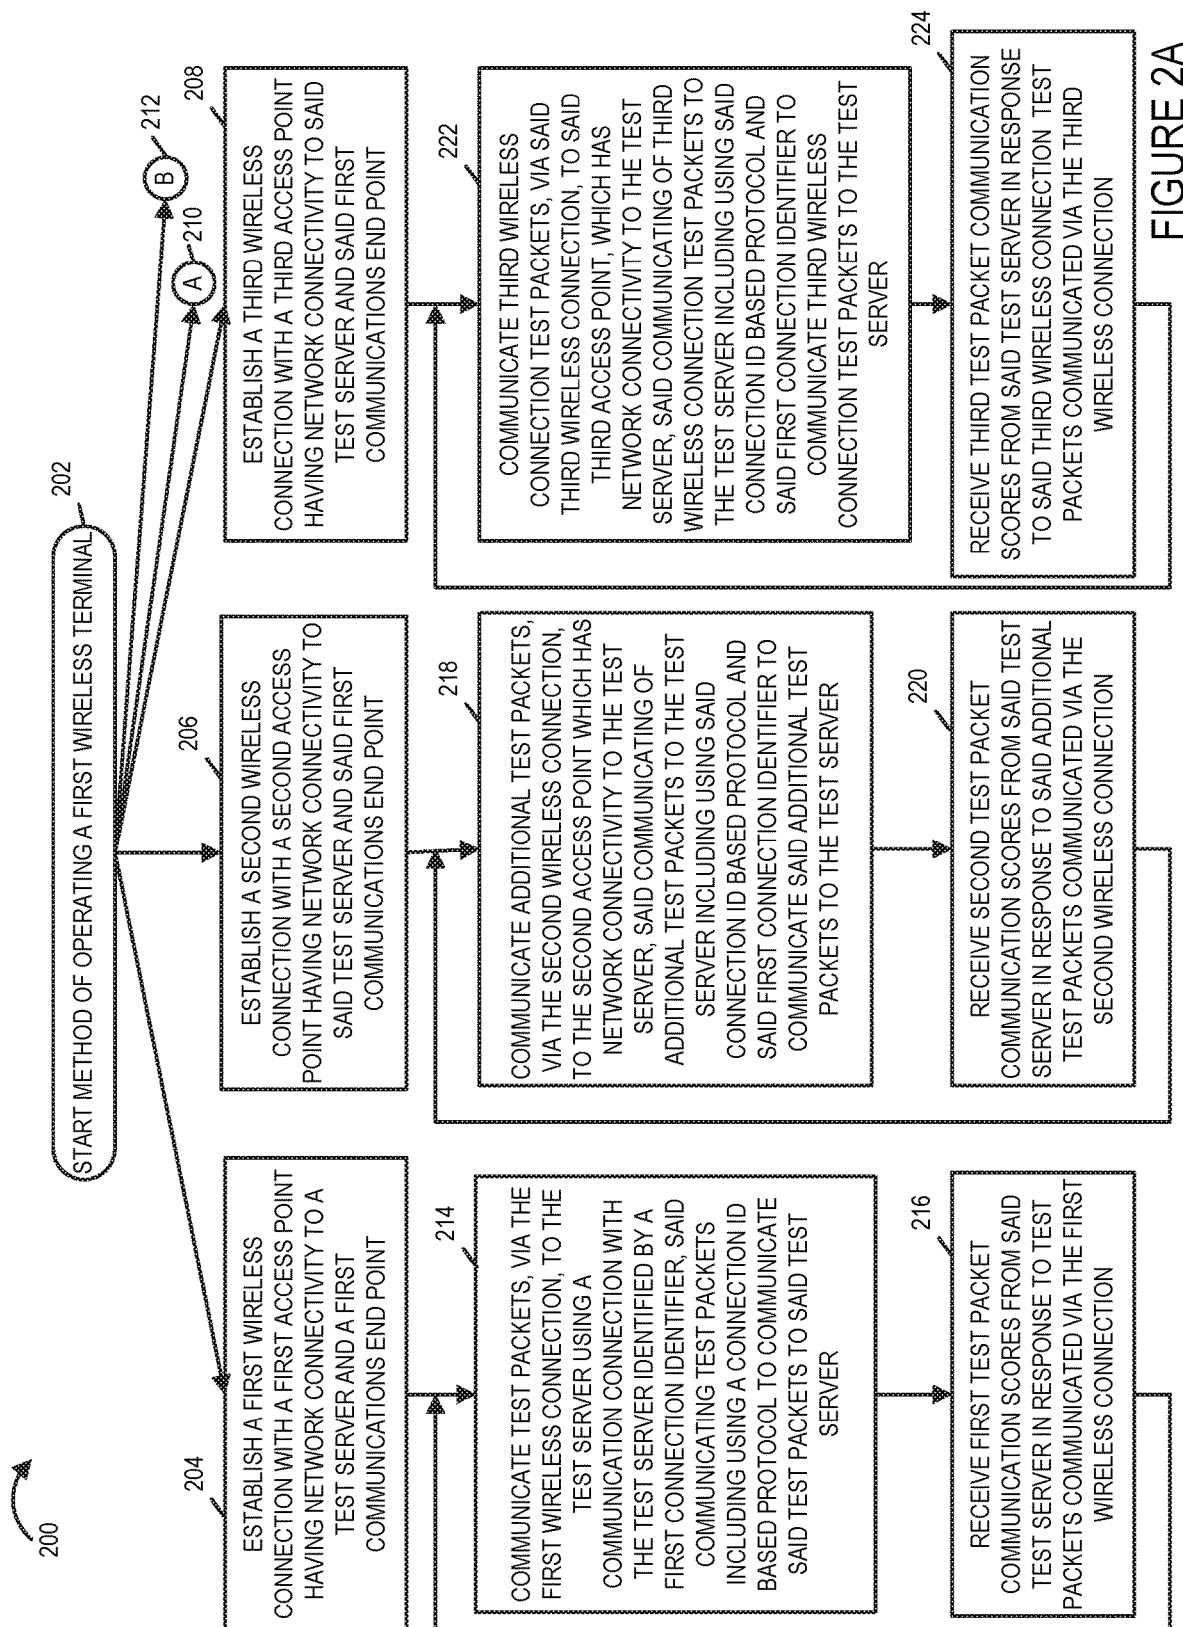 200
START METHOD OF OPERATING A FIRST WIRELESS TERMINAL
202
204
ESTABLISH A FIRST WIRELESS
CONNECTION WITH A FIRST ACCESS POINT
HAVING NETWORK CONNECTIVITY TO A
TEST SERVER AND A FIRST
COMMUNICATIONS END POINT
206
ESTABLISH A SECOND WIRELESS
CONNECTION WITH A SECOND ACCESS
POINT HAVING NETWORK CONNECTIVITY TO
SAID TEST SERVER AND SAID FIRST
COMMUNICATIONS END POINT
A
210
B
212
208
ESTABLISH A THIRD WIRELESS
CONNECTION WITH A THIRD ACCESS POINT
HAVING NETWORK CONNECTIVITY TO SAID
TEST SERVER AND SAID FIRST
COMMUNICATIONS END POINT
214
COMMUNICATE TEST PACKETS, VIA THE
FIRST WIRELESS CONNECTION, TO THE
TEST SERVER USING A
COMMUNICATION CONNECTION WITH
THE TEST SERVER IDENTIFIED BY A
FIRST CONNECTION IDENTIFIER, SAID
COMMUNICATING TEST PACKETS
INCLUDING USING A CONNECTION ID
BASED PROTOCOL TO COMMUNICATE
SAID TEST PACKETS TO SAID TEST
SERVER
218
COMMUNICATE ADDITIONAL TEST PACKETS,
VIA THE SECOND WIRELESS CONNECTION,
TO THE SECOND ACCESS POINT WHICH HAS
NETWORK CONNECTIVITY TO THE TEST
SERVER, SAID COMMUNICATING OF
ADDITIONAL TEST PACKETS TO THE TEST
SERVER INCLUDING USING SAID
CONNECTION ID BASED PROTOCOL AND
SAID FIRST CONNECTION IDENTIFIER TO
COMMUNICATE SAID ADDITIONAL TEST
PACKETS TO THE TEST SERVER
222
COMMUNICATE THIRD WIRELESS
CONNECTION TEST PACKETS, VIA SAID
THIRD WIRELESS CONNECTION, TO SAID
THIRD ACCESS POINT, WHICH HAS
NETWORK CONNECTIVITY TO THE TEST
SERVER, SAID COMMUNICATING OF THIRD
WIRELESS CONNECTION TEST PACKETS TO
THE TEST SERVER INCLUDING USING SAID
CONNECTION ID BASED PROTOCOL AND
SAID FIRST CONNECTION IDENTIFIER TO
COMMUNICATE THIRD WIRELESS
CONNECTION TEST PACKETS TO THE TEST
SERVER
216
RECEIVE FIRST TEST PACKET
COMMUNICATION SCORES FROM SAID
TEST SERVER IN RESPONSE TO TEST
PACKETS COMMUNICATED VIA THE FIRST
WIRELESS CONNECTION
220
RECEIVE SECOND TEST PACKET
COMMUNICATION SCORES FROM SAID TEST
SERVER IN RESPONSE TO SAID ADDITIONAL
TEST PACKETS COMMUNICATED VIA THE
SECOND WIRELESS CONNECTION
224
RECEIVE THIRD TEST PACKET COMMUNICATION
SCORES FROM SAID TEST SERVER IN RESPONSE
TO SAID THIRD WIRELESS CONNECTION TEST
PACKETS COMMUNICATED VIA THE THIRD
WIRELESS CONNECTION
FIGURE 2A